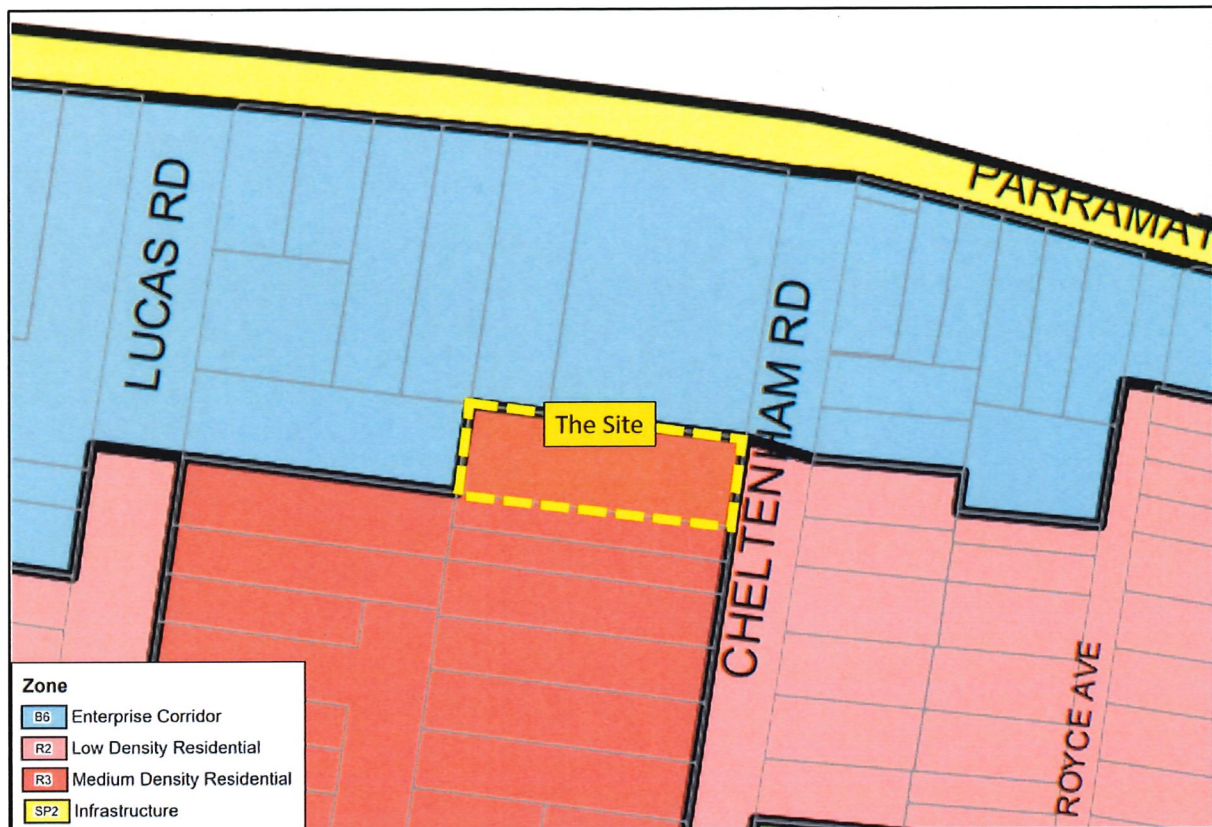 PARRAMAT
LUCAS RD
CHELTENHAM RD
The Site
ROYCE AVE
Zone
B6 Enterprise Corridor
R2 Low Density Residential
R3 Medium Density Residential
SP2 Infrastructure